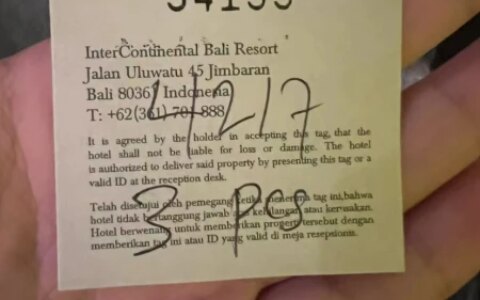 InterContinental Bali Resort
Jalan Uluwatu 45 Jimbaran
Bali 80361 Indonesia
T: +62(361) 701 888
4217
It is agreed by the holder in accepting this tag, that the
hotel shall not be liable for loss or damage. The hotel
is authorized to deliver said property by presenting this tag or a
valid ID at the reception desk.
Telah disetujui oleh pemegang ketika menerima tag ini,bahwa
hotel tidak bertanggung jawab atas kehilangan atau kerusakan.
Hotel berwenang untuk memberikan properti tersebut dengan
memberikan tag ini atau ID yang valid di meja resepsionis.
3 pcs